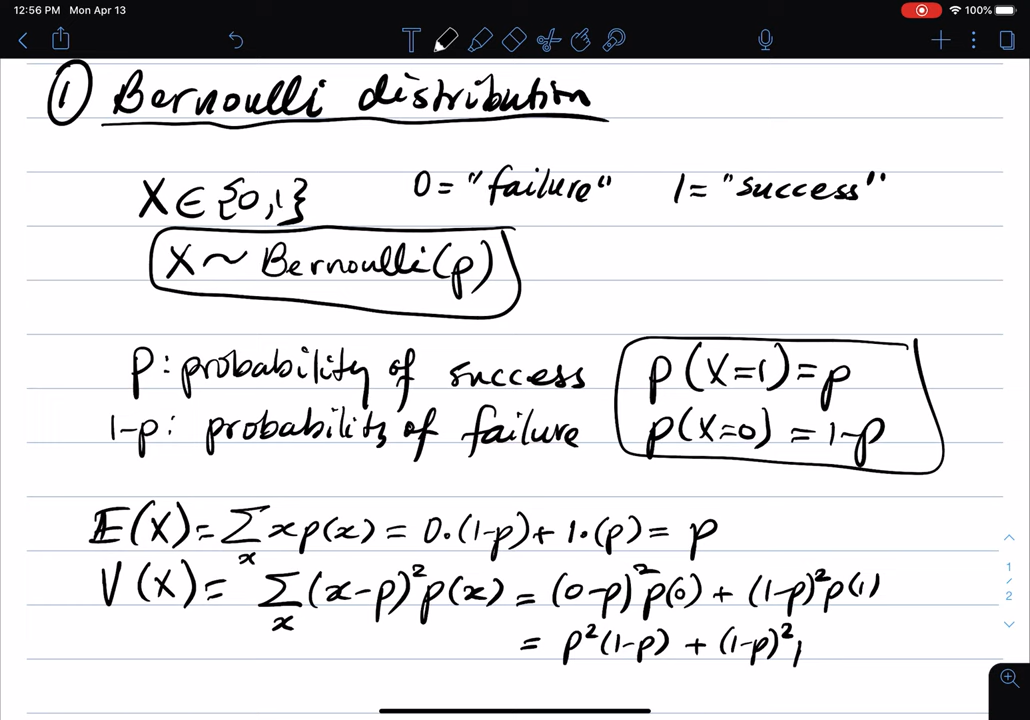 12:56 PM Mon Apr 13 100%
① Bernoulli distribution
X ∈ {0,1} 0 = "failure" 1 = "success"
X ~ Bernoulli(p)
p: probability of success p(X=1) = p
1-p: probability of failure p(X=0) = 1-p
E(X) = Σₓ x p(x) = 0·(1-p) + 1·(p) = p
V(X) = Σₓ (x-p)² p(x) = (0-p)² p(0) + (1-p)² p(1)
= p²(1-p) + (1-p)²
1/2